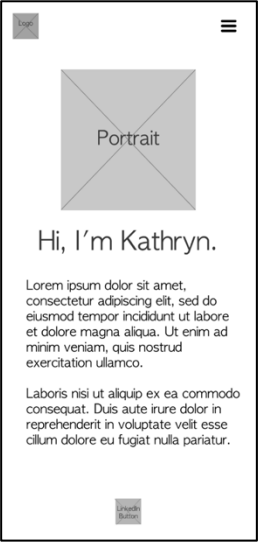 Logo
Portrait
Hi, I'm Kathryn.
Lorem ipsum dolor sit amet,
consectetur adipiscing elit, sed do
eiusmod tempor incididunt ut labore
et dolore magna aliqua. Ut enim ad
minim veniam, quis nostrud
exercitation ullamco.
Laboris nisi ut aliquip ex ea commodo
consequat. Duis aute irure dolor in
reprehenderit in voluptate velit esse
cillum dolore eu fugiat nulla pariatur.
LinkedIn
Button